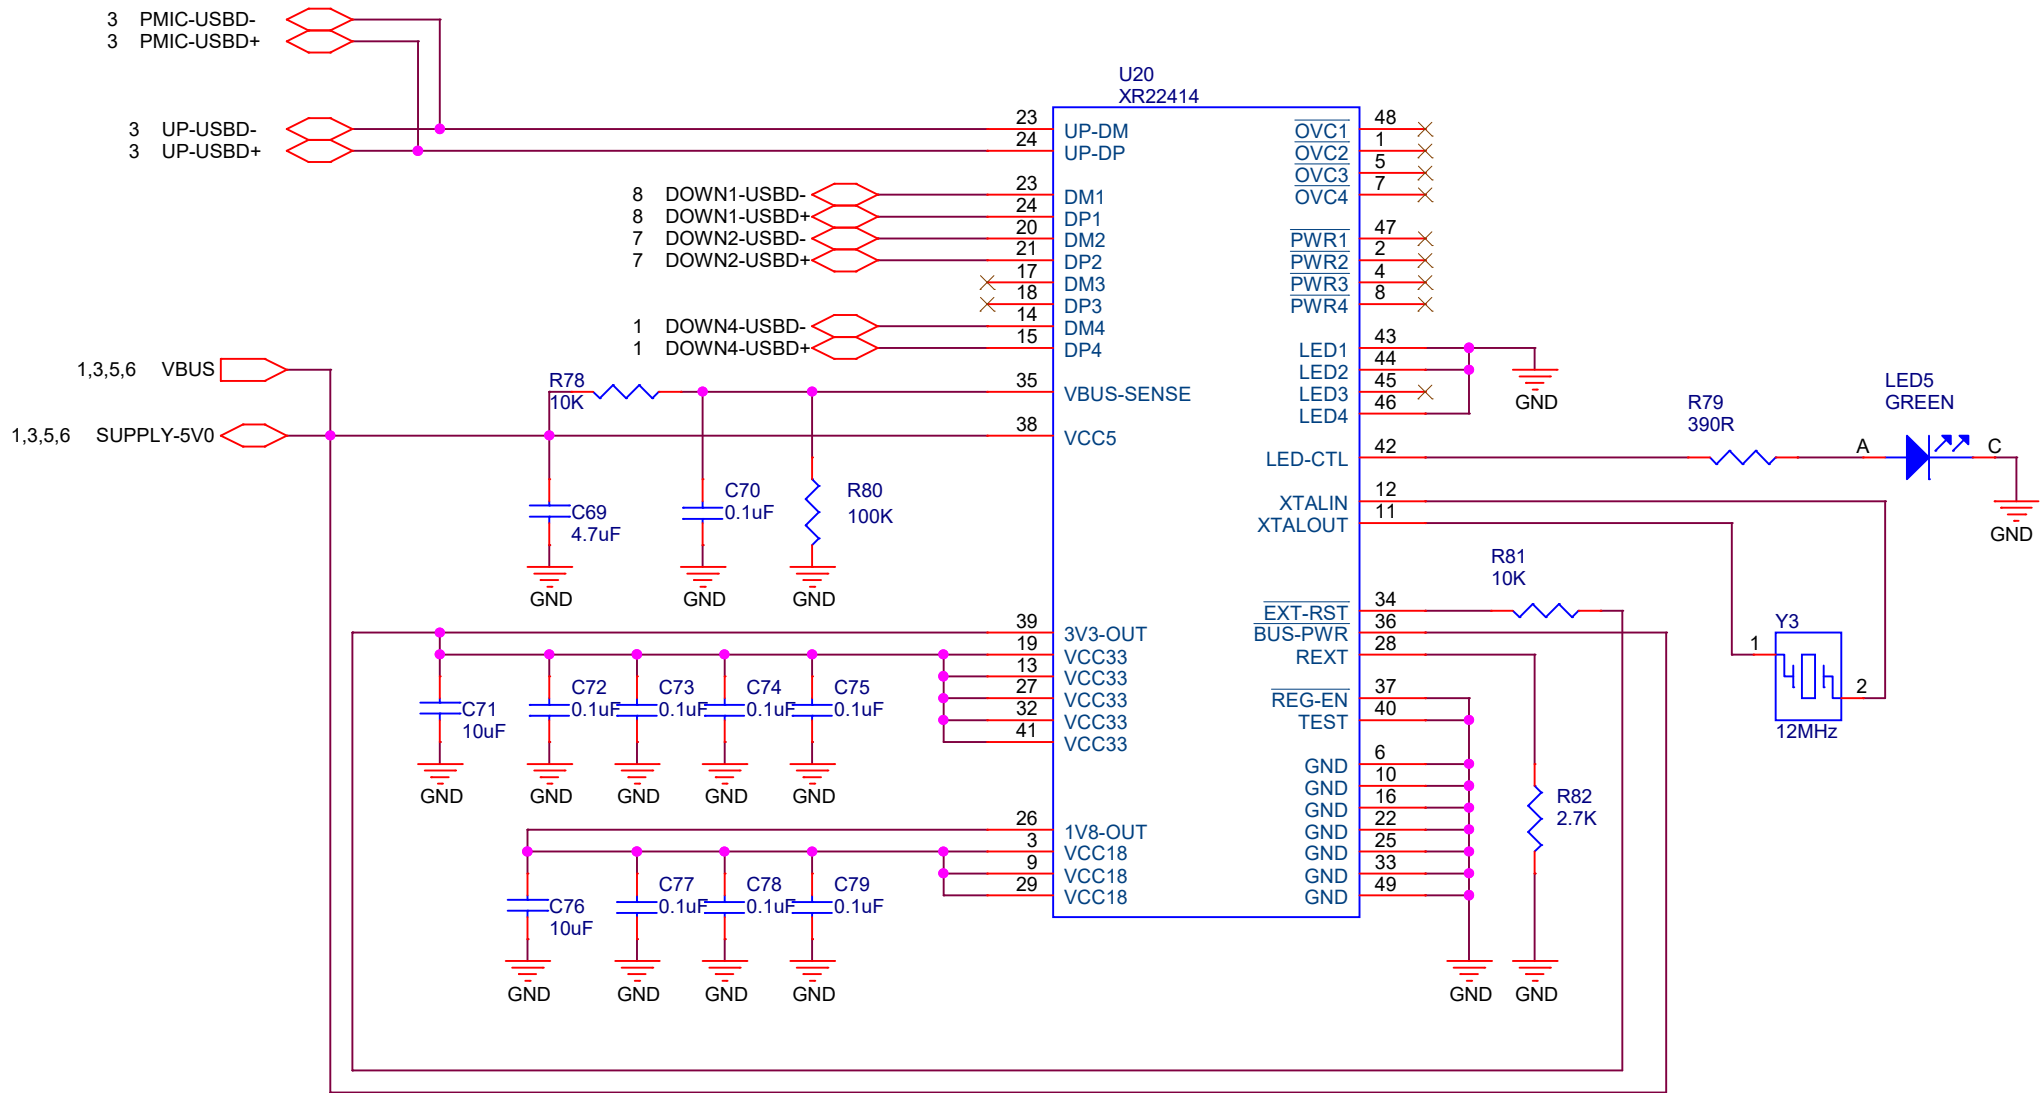 3 PMIC-USBD-
3 PMIC-USBD+
3 UP-USBD-
3 UP-USBD+
8 DOWN1-USBD-
8 DOWN1-USBD+
7 DOWN2-USBD-
7 DOWN2-USBD+
1 DOWN4-USBD-
1 DOWN4-USBD+
1,3,5,6 VBUS
1,3,5,6 SUPPLY-5V0
R78
10K
C69
4.7uF
GND
C70
0.1uF
GND
R80
100K
GND
C71
10uF
GND
C72
0.1uF
GND
C73
0.1uF
GND
C74
0.1uF
GND
C75
0.1uF
GND
C76
10uF
GND
C77
0.1uF
GND
C78
0.1uF
GND
C79
0.1uF
GND
U20
XR22414
23 UP-DM
24 UP-DP
23 DM1
24 DP1
20 DM2
21 DP2
17 DM3
18 DP3
14 DM4
15 DP4
35 VBUS-SENSE
38 VCC5
39 3V3-OUT
19 VCC33
13 VCC33
27 VCC33
32 VCC33
41 VCC33
26 1V8-OUT
3 VCC18
9 VCC18
29 VCC18
OVC1 48
OVC2 1
OVC3 5
OVC4 7
PWR1 47
PWR2 2
PWR3 4
PWR4 8
LED1 43
LED2 44
LED3 45
LED4 46
LED-CTL 42
XTALIN 12
XTALOUT 11
EXT-RST 34
BUS-PWR 36
REXT 28
REG-EN 37
TEST 40
GND 6
GND 10
GND 16
GND 22
GND 25
GND 33
GND 49
GND
GND
R79
390R
LED5
GREEN
A C
GND
R81
10K
Y3
1 2
12MHz
R82
2.7K
GND